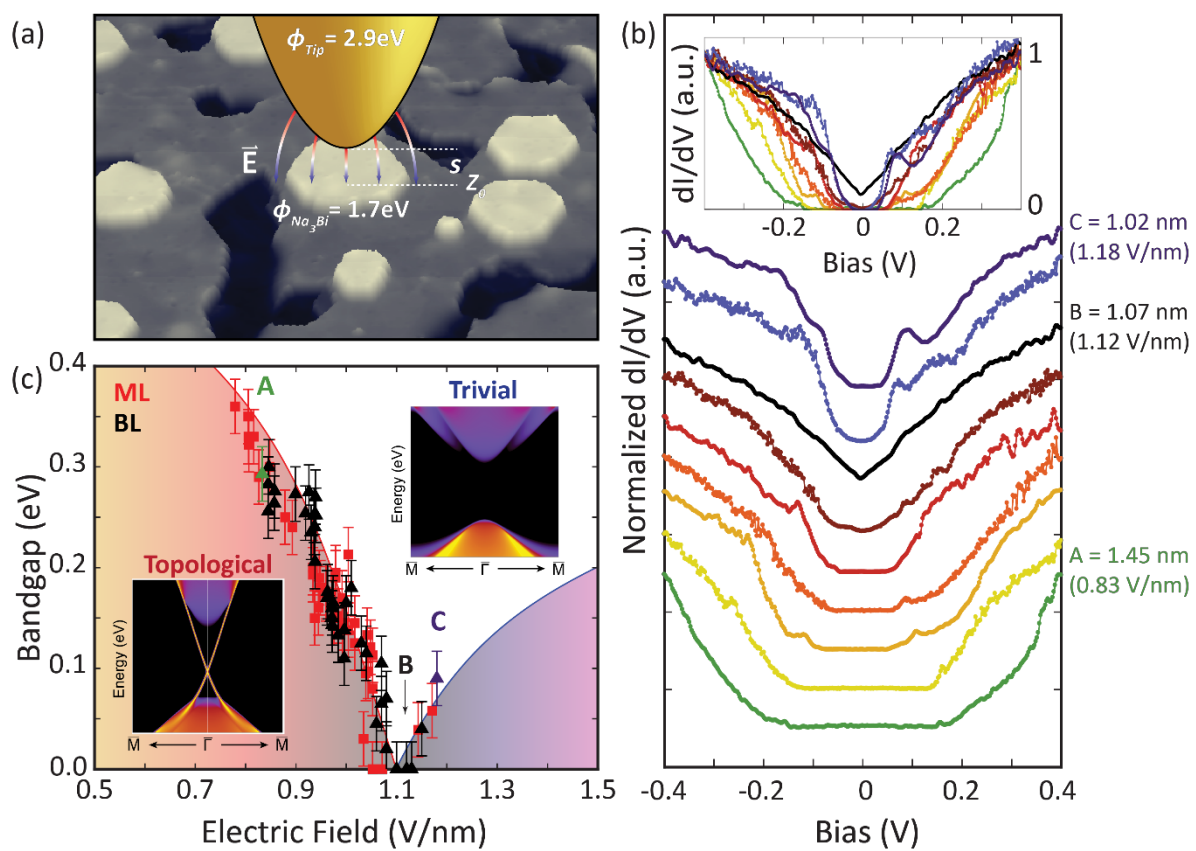 (a)
ϕTip = 2.9eV
E
s
Z0
ϕNa3Bi = 1.7eV
(b)
dI/dV (a.u.)
1
0
-0.2 0 0.2
Bias (V)
Normalized dI/dV (a.u.)
C = 1.02 nm
(1.18 V/nm)
B = 1.07 nm
(1.12 V/nm)
A = 1.45 nm
(0.83 V/nm)
-0.4 -0.2 0 0.2 0.4
Bias (V)
(c)
Bandgap (eV)
0.4
0.3
0.2
0.1
0.0
ML
BL
A
Trivial
Energy (eV)
M Γ M
Topological
Energy (eV)
M Γ M
B
C
0.5 0.7 0.9 1.1 1.3 1.5
Electric Field (V/nm)